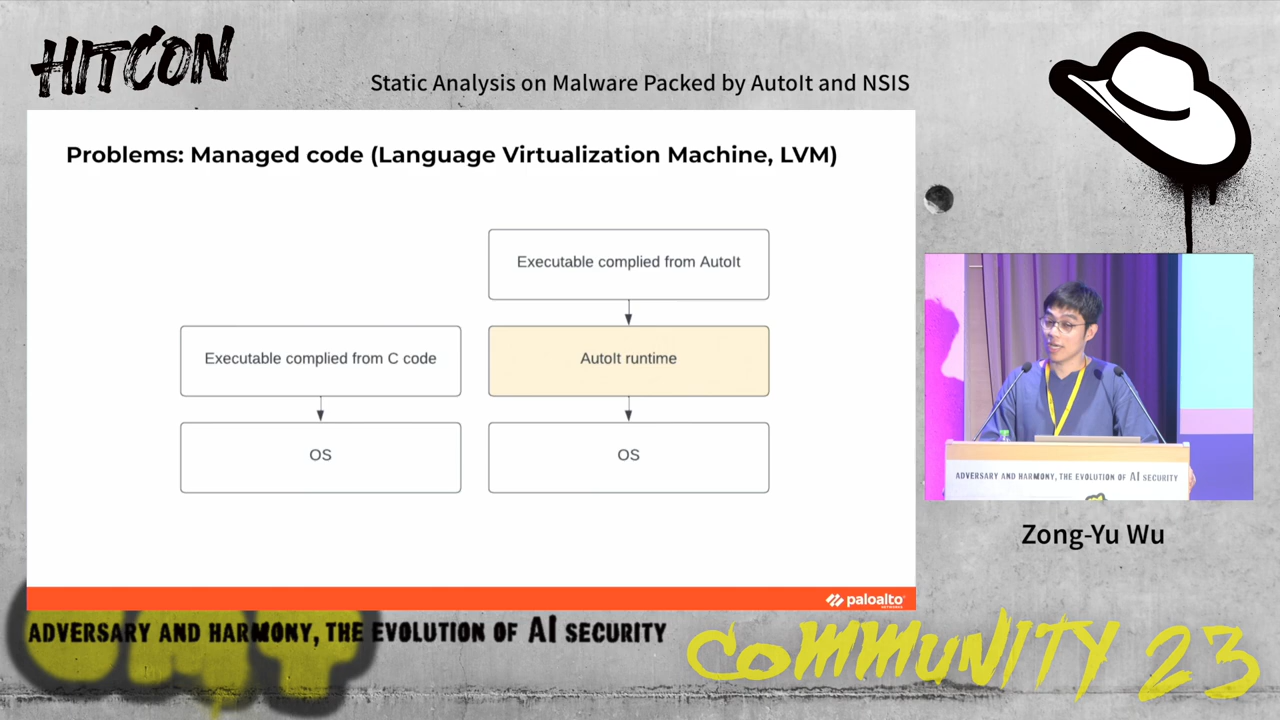 HITCON
Static Analysis on Malware Packed by AutoIt and NSIS
Problems: Managed code (Language Virtualization Machine, LVM)
Executable complied from AutoIt
Executable complied from C code
AutoIt runtime
OS
OS
paloalto
NETWORKS
ADVERSARY AND HARMONY, THE EVOLUTION OF AI SECURITY
Zong-Yu Wu
ADVERSARY AND HARMONY, THE EVOLUTION OF AI SECURITY
COMMUNITY 23